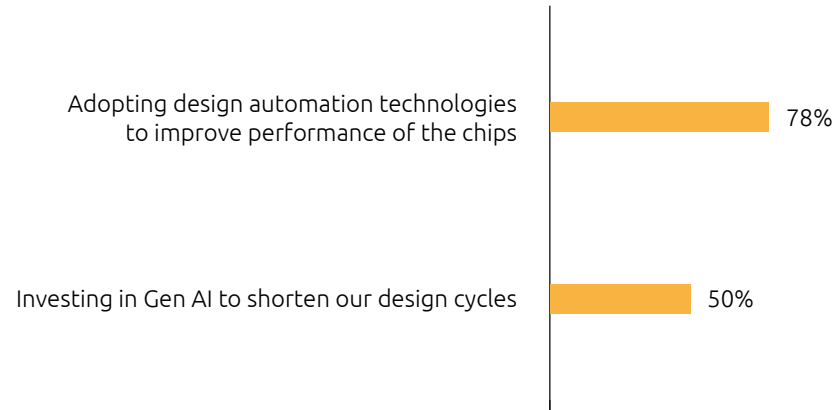 Adopting design automation technologies
to improve performance of the chips
78%
Investing in Gen AI to shorten our design cycles
50%